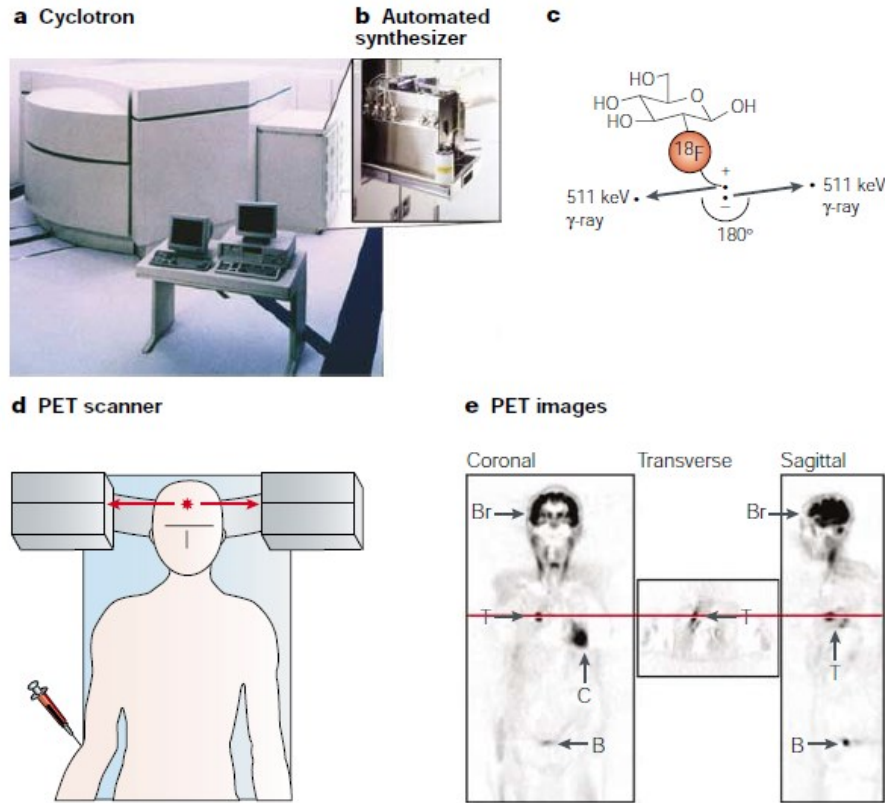 a Cyclotron
b Automated
synthesizer
c
HO
O
HO
HO
OH
18F
+
−
511 keV
γ-ray
511 keV
γ-ray
180°
d PET scanner
e PET images
Coronal
Transverse
Sagittal
Br
Br
T
T
T
C
B
B